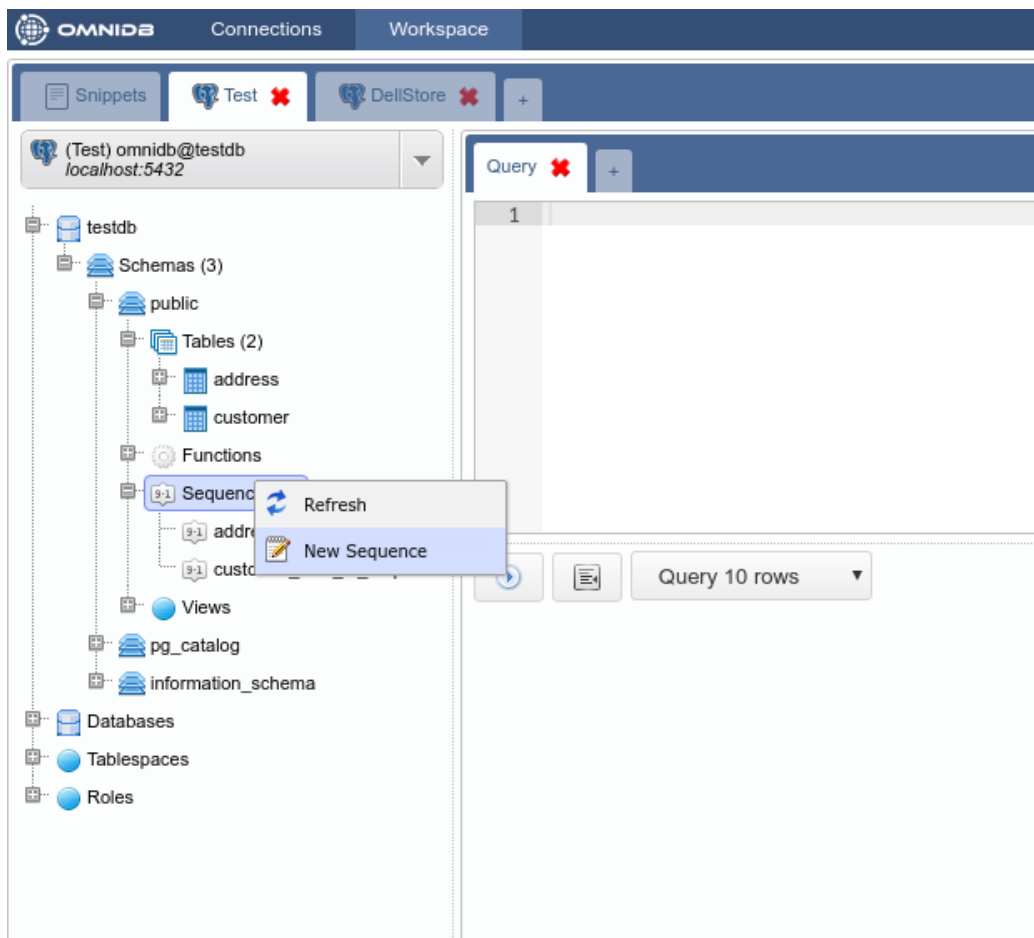 OMNIDB Connections Workspace
Snippets Test DellStore +
(Test) omnidb@testdb
localhost:5432
Query +
1
testdb
Schemas (3)
public
Tables (2)
address
customer
Functions
Refresh
New Sequence
Query 10 rows
Views
pg_catalog
information_schema
Databases
Tablespaces
Roles